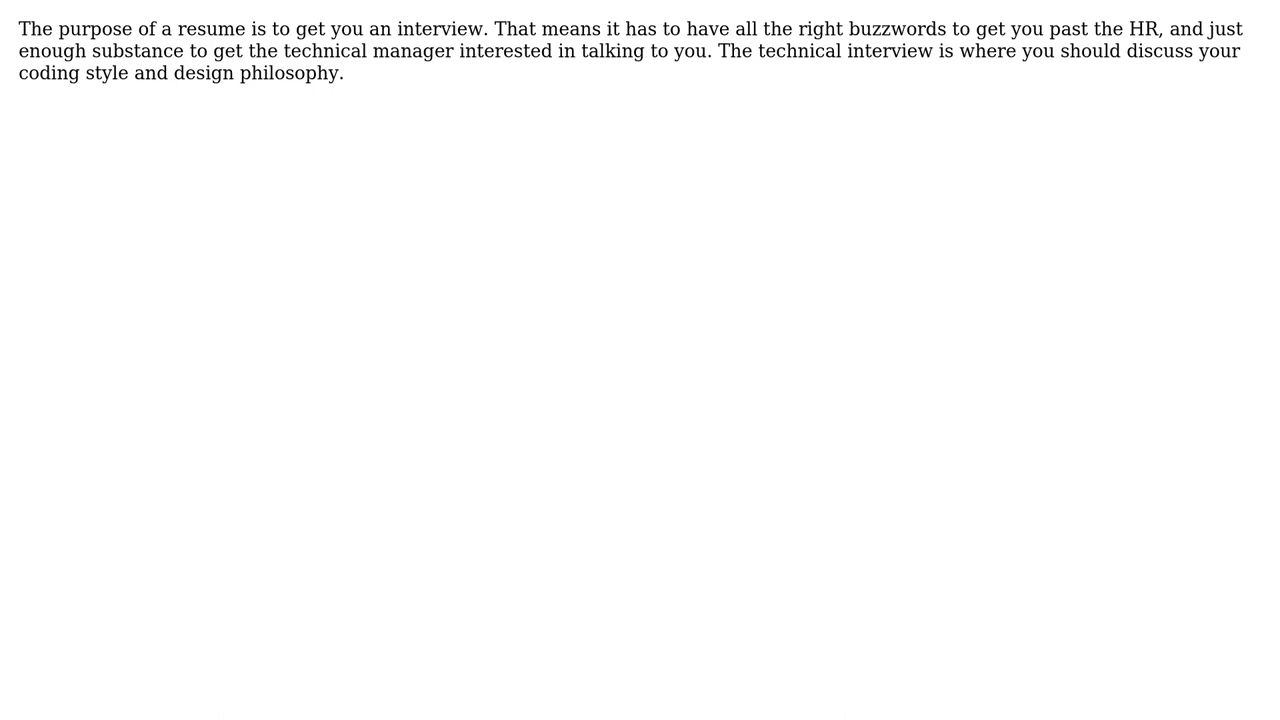 The purpose of a resume is to get you an interview. That means it has to have all the right buzzwords to get you past the HR, and just
enough substance to get the technical manager interested in talking to you. The technical interview is where you should discuss your
coding style and design philosophy.